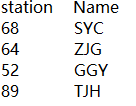 station Name
68 SYC
64 ZJG
52 GGY
89 TJH